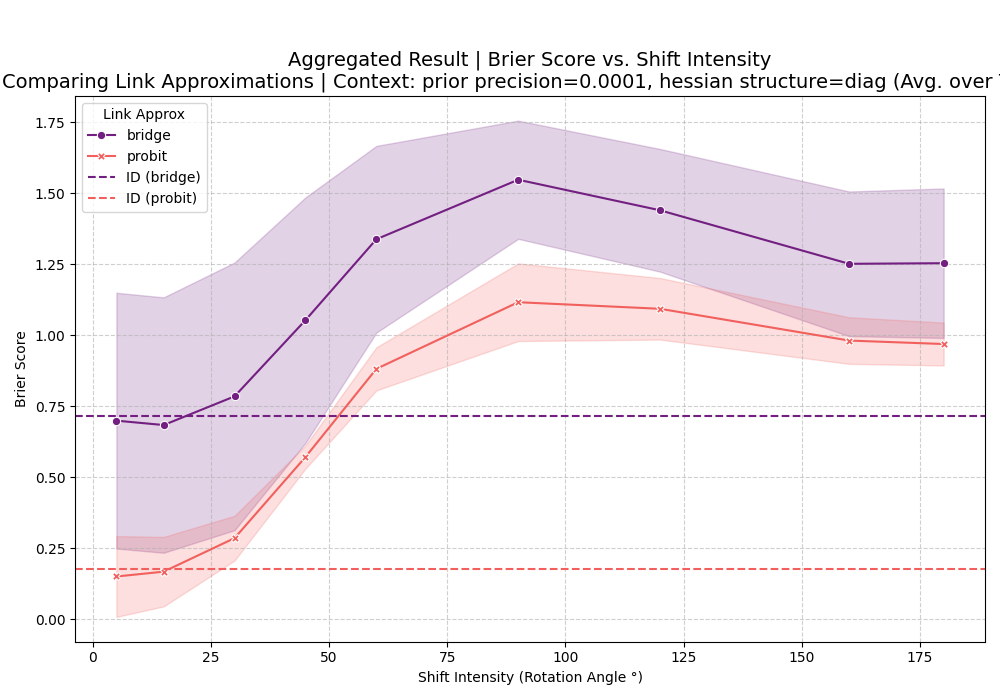 Aggregated Result | Brier Score vs. Shift Intensity
Comparing Link Approximations | Context: prior precision=0.0001, hessian structure=diag (Avg. over
Link Approx
bridge
probit
ID (bridge)
ID (probit)
Brier Score
1.75
1.50
1.25
1.00
0.75
0.50
0.25
0.00
0
25
50
75
100
125
150
175
Shift Intensity (Rotation Angle °)